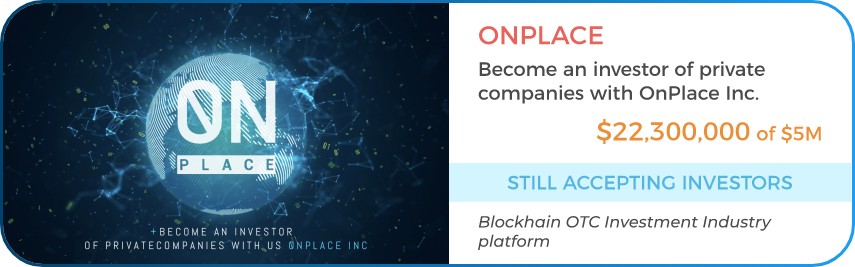 ON
PLACE
+BECOME AN INVESTOR
OF PRIVATECOMPANIES WITH US ONPLACE INC
ONPLACE
Become an investor of private
companies with OnPlace Inc.
$22,300,000 of $5M
STILL ACCEPTING INVESTORS
Blockhain OTC Investment Industry
platform